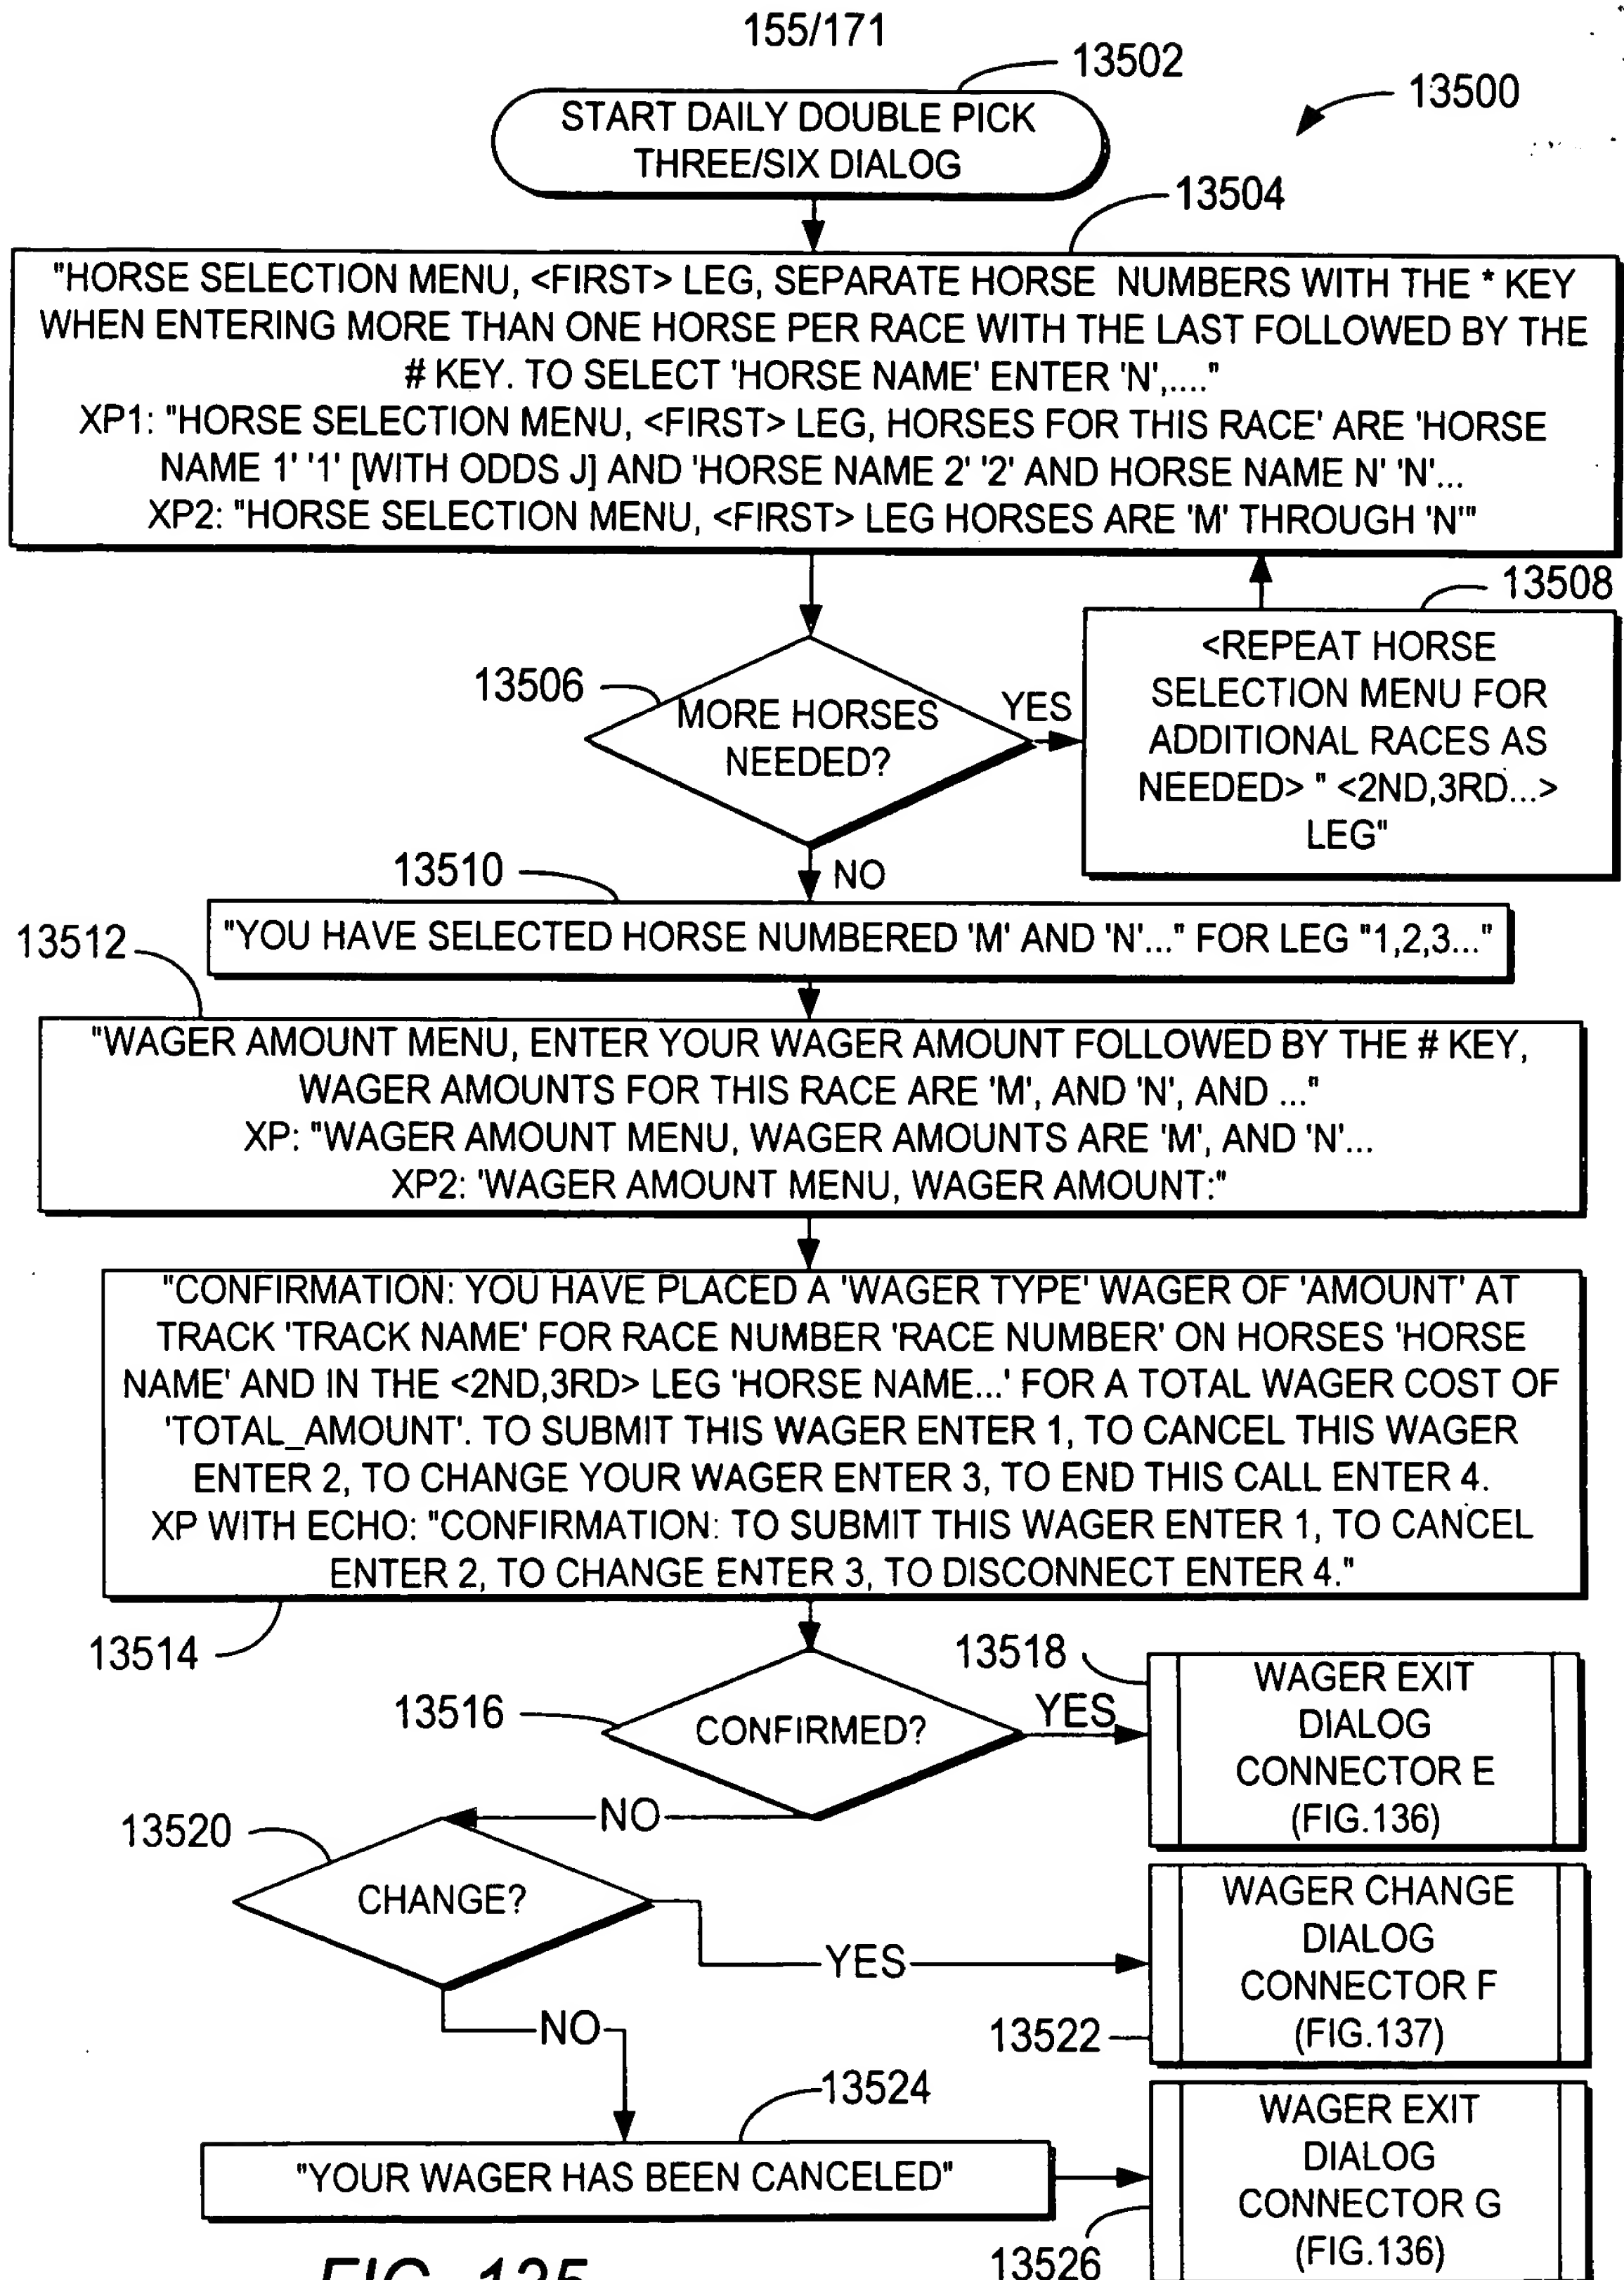 155/171
13502
13500
START DAILY DOUBLE PICK
THREE/SIX DIALOG
13504
"HORSE SELECTION MENU, <FIRST> LEG, SEPARATE HORSE NUMBERS WITH THE * KEY
WHEN ENTERING MORE THAN ONE HORSE PER RACE WITH THE LAST FOLLOWED BY THE
# KEY. TO SELECT 'HORSE NAME' ENTER 'N',...."
XP1: "HORSE SELECTION MENU, <FIRST> LEG, HORSES FOR THIS RACE' ARE 'HORSE
NAME 1' '1' [WITH ODDS J] AND 'HORSE NAME 2' '2' AND HORSE NAME N' 'N'...
XP2: "HORSE SELECTION MENU, <FIRST> LEG HORSES ARE 'M' THROUGH 'N'"
13508
13506
MORE HORSES
NEEDED?
YES
<REPEAT HORSE
SELECTION MENU FOR
ADDITIONAL RACES AS
NEEDED> " <2ND,3RD...>
LEG"
NO
13510
"YOU HAVE SELECTED HORSE NUMBERED 'M' AND 'N'..." FOR LEG "1,2,3..."
13512
"WAGER AMOUNT MENU, ENTER YOUR WAGER AMOUNT FOLLOWED BY THE # KEY,
WAGER AMOUNTS FOR THIS RACE ARE 'M', AND 'N', AND ..."
XP: "WAGER AMOUNT MENU, WAGER AMOUNTS ARE 'M', AND 'N'...
XP2: 'WAGER AMOUNT MENU, WAGER AMOUNT:"
"CONFIRMATION: YOU HAVE PLACED A 'WAGER TYPE' WAGER OF 'AMOUNT' AT
TRACK 'TRACK NAME' FOR RACE NUMBER 'RACE NUMBER' ON HORSES 'HORSE
NAME' AND IN THE <2ND,3RD> LEG 'HORSE NAME...' FOR A TOTAL WAGER COST OF
'TOTAL_AMOUNT'. TO SUBMIT THIS WAGER ENTER 1, TO CANCEL THIS WAGER
ENTER 2, TO CHANGE YOUR WAGER ENTER 3, TO END THIS CALL ENTER 4.
XP WITH ECHO: "CONFIRMATION: TO SUBMIT THIS WAGER ENTER 1, TO CANCEL
ENTER 2, TO CHANGE ENTER 3, TO DISCONNECT ENTER 4."
13514
13516
CONFIRMED?
YES
13518
WAGER EXIT
DIALOG
CONNECTOR E
(FIG.136)
NO
13520
CHANGE?
YES
WAGER CHANGE
DIALOG
CONNECTOR F
(FIG.137)
13522
NO
13524
"YOUR WAGER HAS BEEN CANCELED"
WAGER EXIT
DIALOG
CONNECTOR G
(FIG.136)
13526
FIG. 135